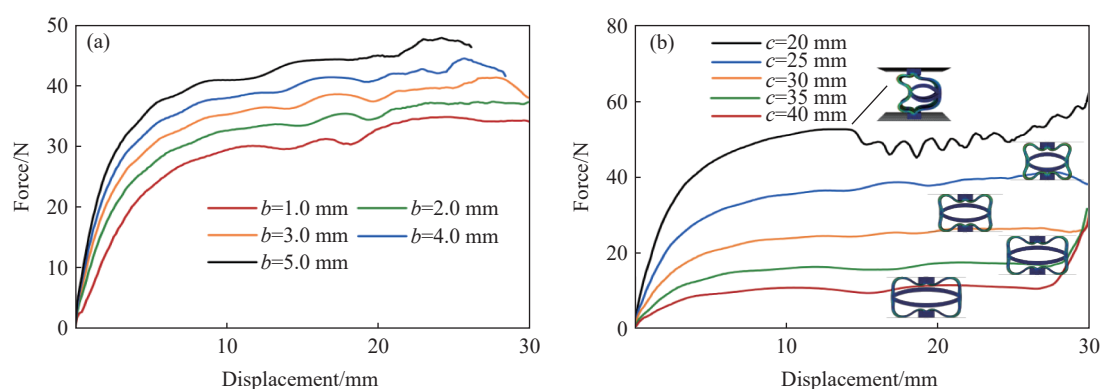 (a)
50
40
30
20
10
0
10
20
30
Force/N
Displacement/mm
b=1.0 mm
b=2.0 mm
b=3.0 mm
b=4.0 mm
b=5.0 mm
(b)
80
60
40
20
0
10
20
30
Force/N
Displacement/mm
c=20 mm
c=25 mm
c=30 mm
c=35 mm
c=40 mm